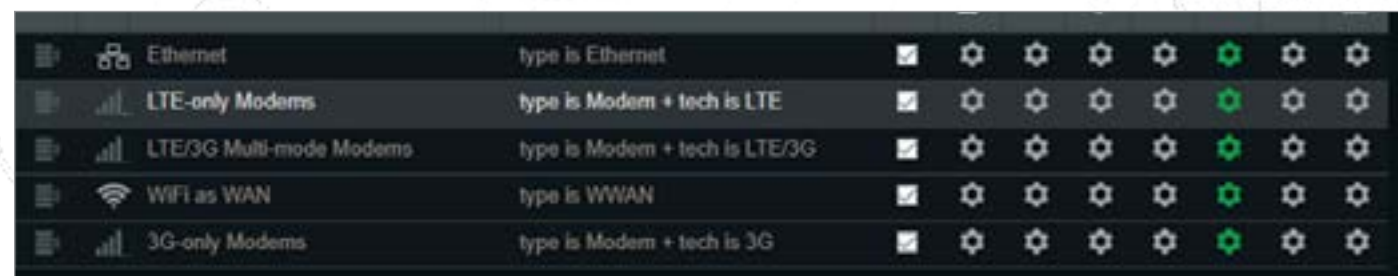 Ethernet type is Ethernet
LTE-only Modems type is Modem + tech is LTE
LTE/3G Multi-mode Modems type is Modem + tech is LTE/3G
WiFi as WAN type is WWAN
3G-only Modems type is Modem + tech is 3G